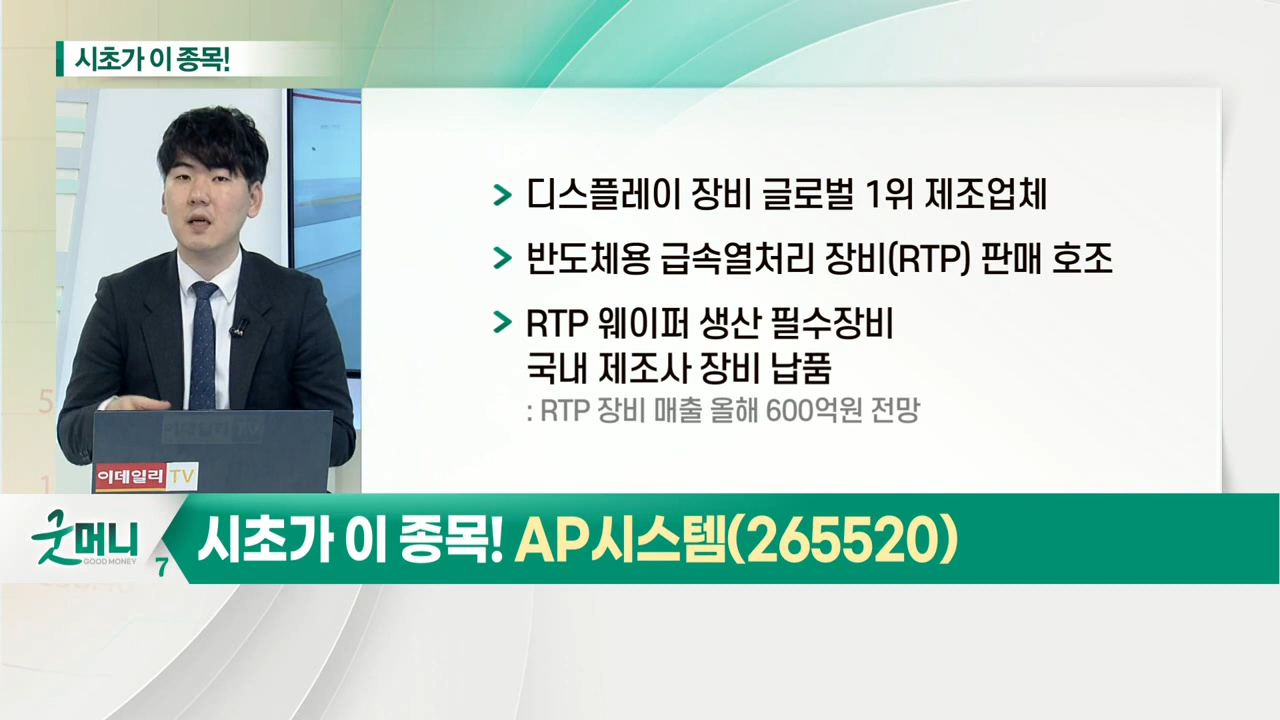 시초가 이 종목!
> 디스플레이 장비 글로벌 1위 제조업체
> 반도체용 급속열처리 장비(RTP) 판매 호조
> RTP 웨이퍼 생산 필수장비
국내 제조사 장비 납품
: RTP 장비 매출 올해 600억원 전망
이데일리 TV
이데일리 TV
굿머니
GOOD MONEY
7
시초가 이 종목! AP시스템(265520)
5
1